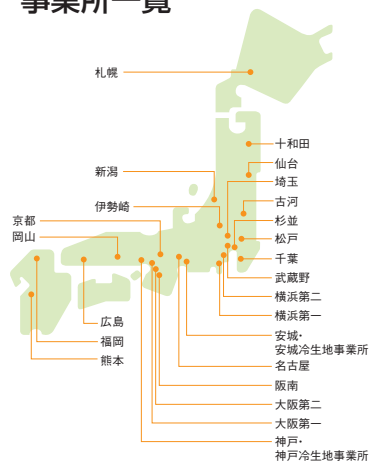 事業所一覧
札幌
新潟
伊勢崎
京都
岡山
広島
福岡
熊本
十和田
仙台
埼玉
古河
杉並
松戸
千葉
武蔵野
横浜第二
横浜第一
安城・
安城冷生地事業所
名古屋
阪南
大阪第二
大阪第一
神戸・
神戸冷生地事業所